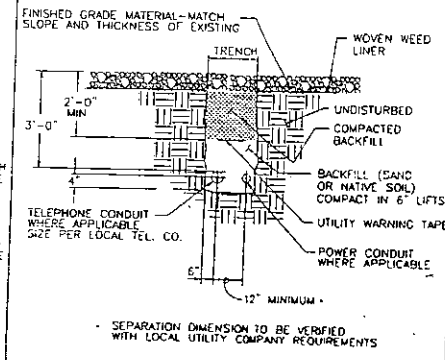 FINISHED GRADE MATERIAL-MATCH
SLOPE AND THICKNESS OF EXISTING
TRENCH
WOVEN WEED
LINER
2'-0"
MIN
3'-0"
UNDISTURBED
COMPACTED
BACKFILL
4"
BACKFILL (SAND
OR NATIVE SOIL)
COMPACT IN 6" LIFTS
TELEPHONE CONDUIT
WHERE APPLICABLE
SIZE PER LOCAL TEL. CO.
UTILITY WARNING TAPE
POWER CONDUIT
WHERE APPLICABLE
6"
12" MINIMUM *
* SEPARATION DIMENSION TO BE VERIFIED
WITH LOCAL UTILITY COMPANY REQUIREMENTS